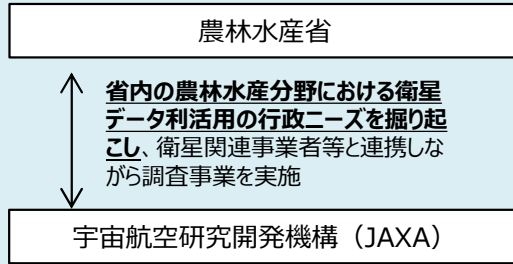 農林水産省
省内の農林水産分野における衛星
データ利活用の行政ニーズを掘り起
こし、衛星関連事業者等と連携しな
がら調査事業を実施
宇宙航空研究開発機構（JAXA）